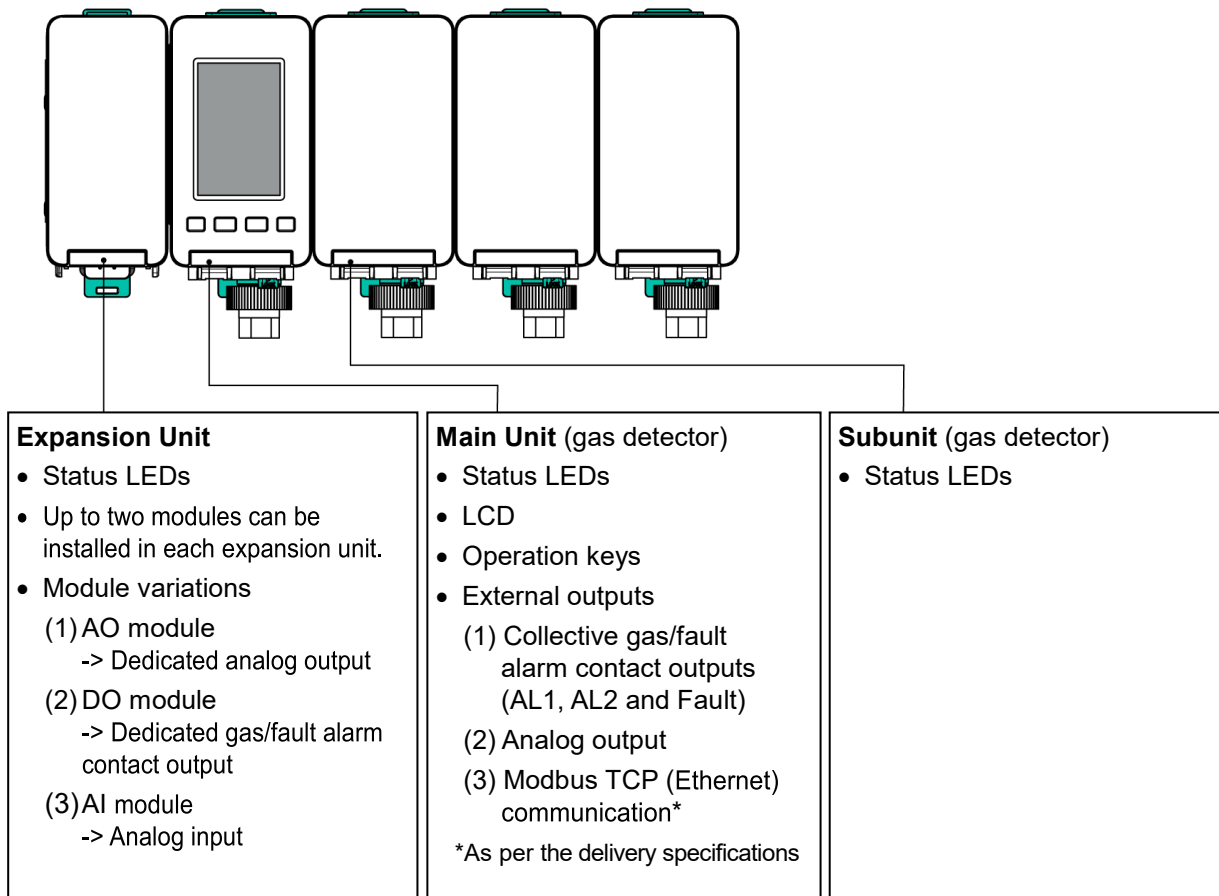 Expansion Unit
• Status LEDs
• Up to two modules can be
installed in each expansion unit.
• Module variations
(1) AO module
-> Dedicated analog output
(2) DO module
-> Dedicated gas/fault alarm
contact output
(3) AI module
-> Analog input
Main Unit (gas detector)
• Status LEDs
• LCD
• Operation keys
• External outputs
(1) Collective gas/fault
alarm contact outputs
(AL1, AL2 and Fault)
(2) Analog output
(3) Modbus TCP (Ethernet)
communication*
*As per the delivery specifications
Subunit (gas detector)
• Status LEDs